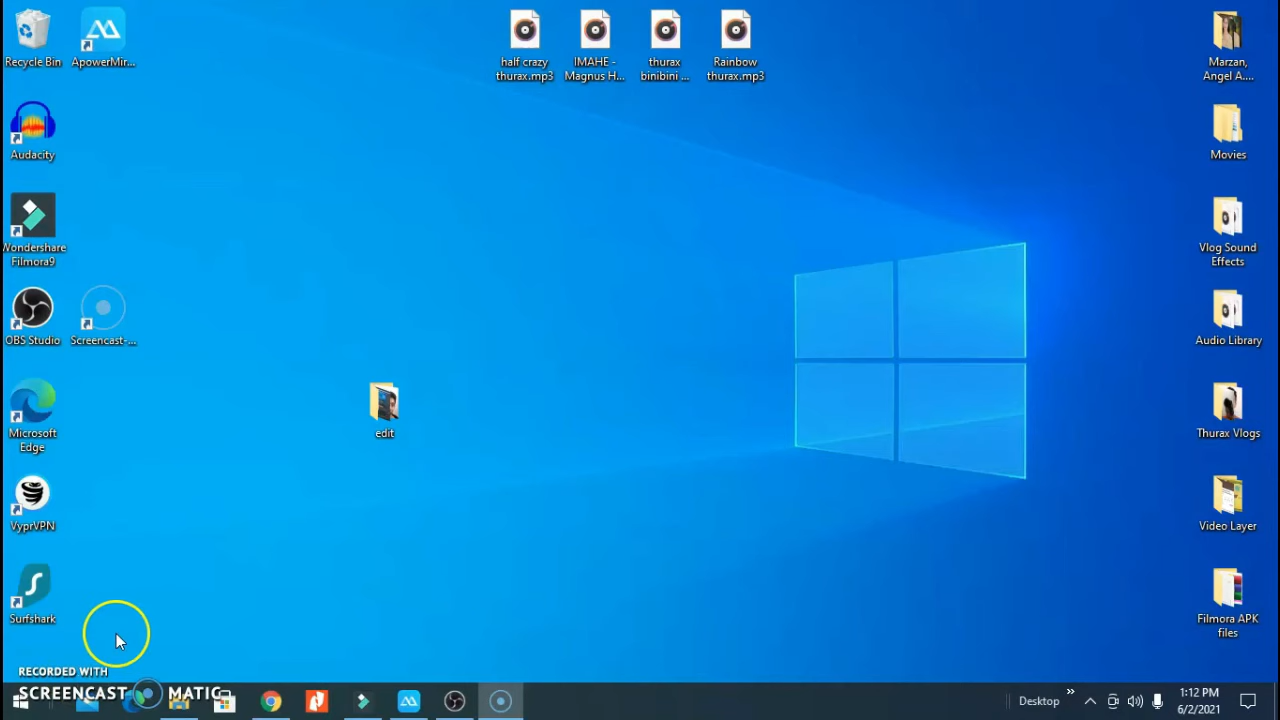 Recycle Bin
ApowerMir...
half crazy
thurax.mp3
IMAHE -
Magnus H...
thurax
binibini ...
Rainbow
thurax.mp3
Marzan,
Angel A....
Audacity
Movies
Wondershare
Filmora9
Vlog Sound
Effects
OBS Studio
Screencast-...
Audio Library
Microsoft
Edge
edit
Thurax Vlogs
VyprVPN
Video Layer
Surfshark
Filmora APK
files
RECORDED WITH
SCREENCAST MATIC
Desktop
1:12 PM
6/2/2021